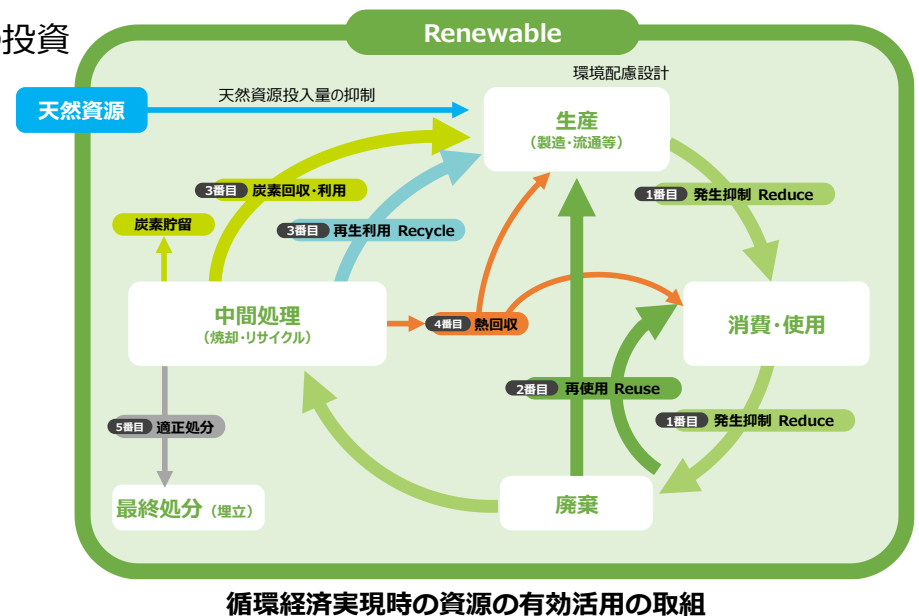 投資
Renewable
環境配慮設計
天然資源
天然資源投入量の抑制
生産
（製造・流通等）
3番目 炭素回収・利用
1番目 発生抑制 Reduce
炭素貯留
3番目 再生利用 Recycle
中間処理
（焼却・リサイクル）
4番目 熱回収
消費・使用
2番目 再使用 Reuse
1番目 発生抑制 Reduce
5番目 適正処分
最終処分（埋立）
廃棄
循環経済実現時の資源の有効活用の取組